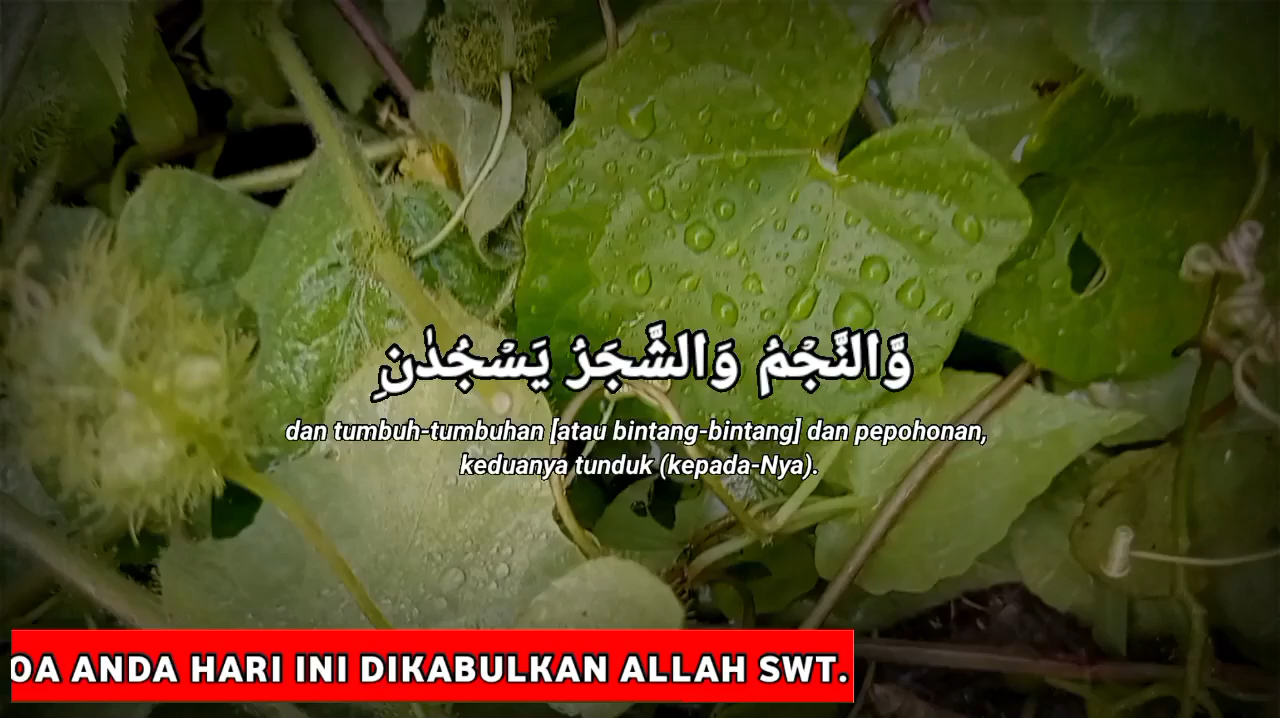 وَّالنَّجْمُ وَالشَّجَرُ يَسْجُدٰنِ
dan tumbuh-tumbuhan [atau bintang-bintang] dan pepohonan,
keduanya tunduk (kepada-Nya).
OA ANDA HARI INI DIKABULKAN ALLAH SWT.